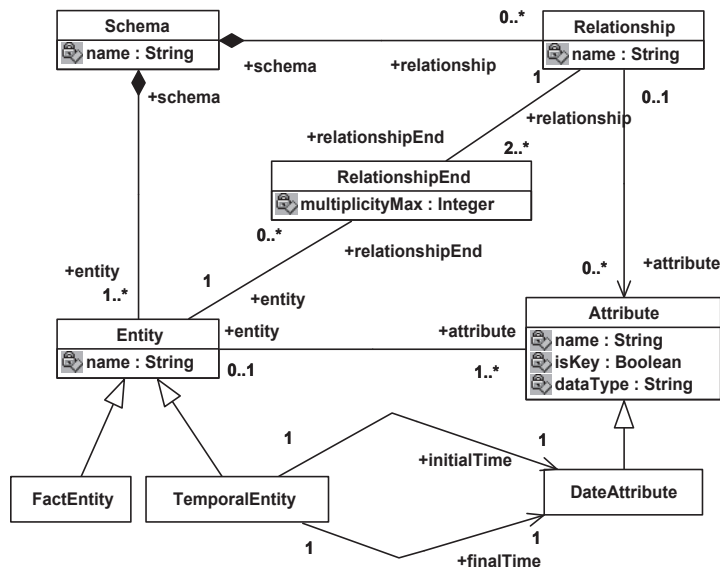 Schema
name : String
0..*
Relationship
name : String
+schema
+relationship
1
+schema
+relationship
0..1
+relationshipEnd
2..*
RelationshipEnd
multiplicityMax : Integer
0..*
+relationshipEnd
+entity
1
+entity
1..*
0..*
+attribute
Entity
name : String
+entity
0..1
+attribute
1..*
Attribute
name : String
isKey : Boolean
dataType : String
1
1
+initialTime
FactEntity
TemporalEntity
DateAttribute
1
1
+finalTime